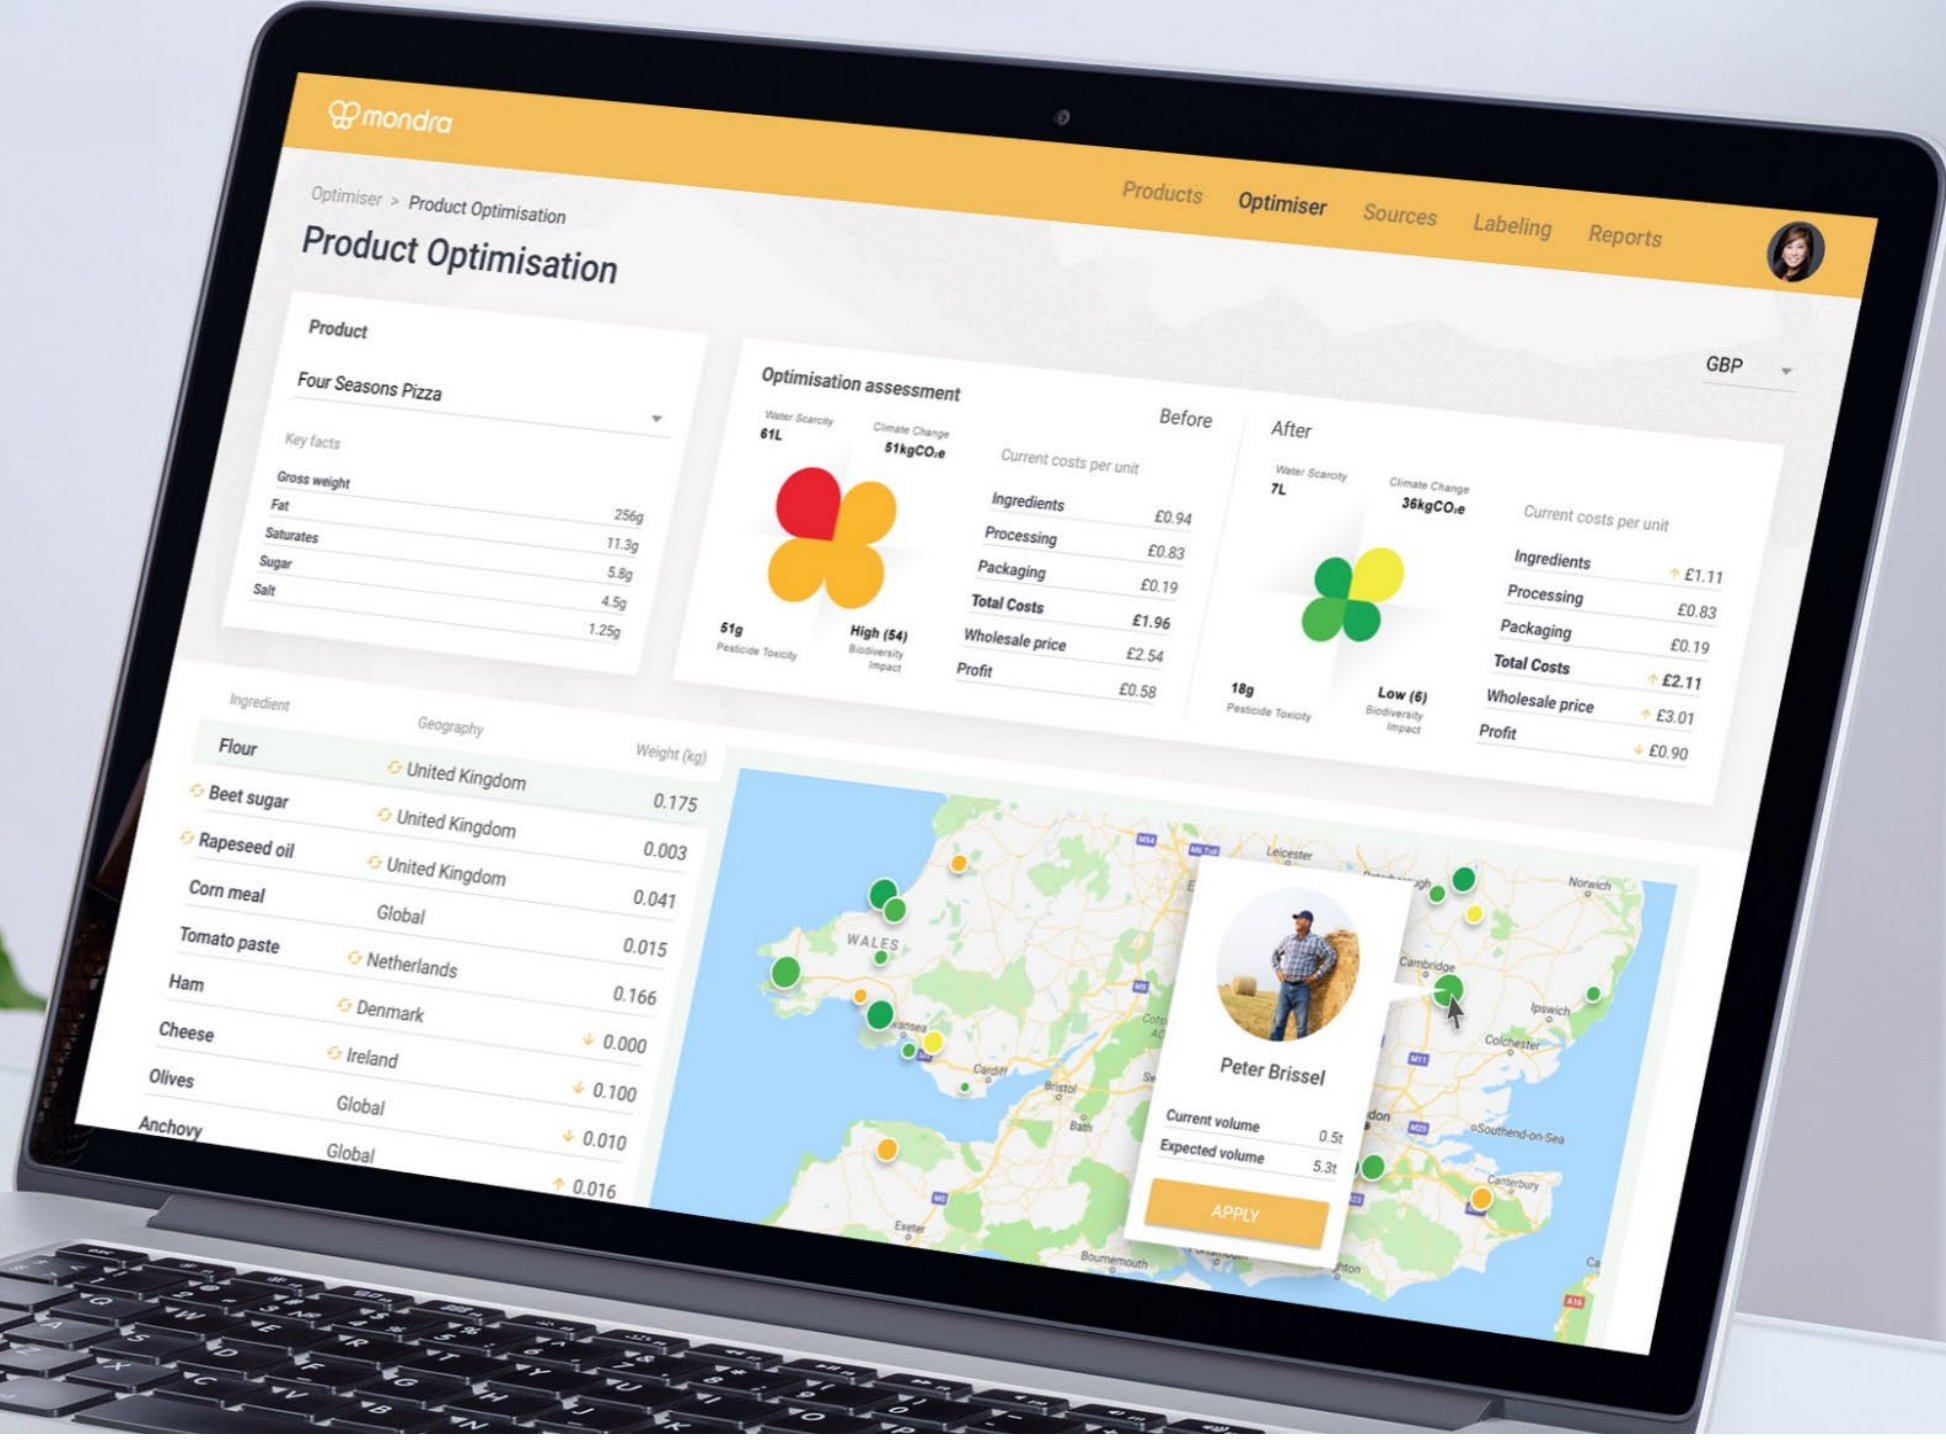 mondra
Products Optimiser Sources Labeling Reports
Optimiser > Product Optimisation
Product Optimisation
GBP
Product
Four Seasons Pizza
Key facts
Gross weight 256g
Fat 11.3g
Saturates 5.8g
Sugar 4.5g
Salt 1.25g
Optimisation assessment
Before
Water Scarcity
61L
Climate Change
51kgCO₂e
51g
Pesticide Toxicity
High (54)
Biodiversity
Impact
Current costs per unit
Ingredients £0.94
Processing £0.83
Packaging £0.19
Total Costs £1.96
Wholesale price £2.54
Profit £0.58
After
Water Scarcity
7L
Climate Change
36kgCO₂e
18g
Pesticide Toxicity
Low (6)
Biodiversity
Impact
Current costs per unit
Ingredients ↑ £1.11
Processing £0.83
Packaging £0.19
Total Costs ↑ £2.11
Wholesale price ↑ £3.01
Profit ↓ £0.90
Ingredient Geography Weight (kg)
Flour United Kingdom 0.175
Beet sugar United Kingdom 0.003
Rapeseed oil United Kingdom 0.041
Corn meal Global 0.015
Tomato paste Netherlands 0.166
Ham Denmark ↓ 0.000
Cheese Ireland ↓ 0.100
Olives Global ↓ 0.010
Anchovy Global ↑ 0.016
M54
M6 Toll
Leicester
Norwich
WALES
Cambridge
M5
Ipswich
Colchester
M11
Cardiff
Bristol
Bath
M25
Southend-on-Sea
Canterbury
M5
Exeter
Bournemouth
A16
Peter Brissel
Current volume 0.5t
Expected volume 5.3t
APPLY
esc
Q W E R T Y U I O P
A S D F G H J K
Z X C V B N